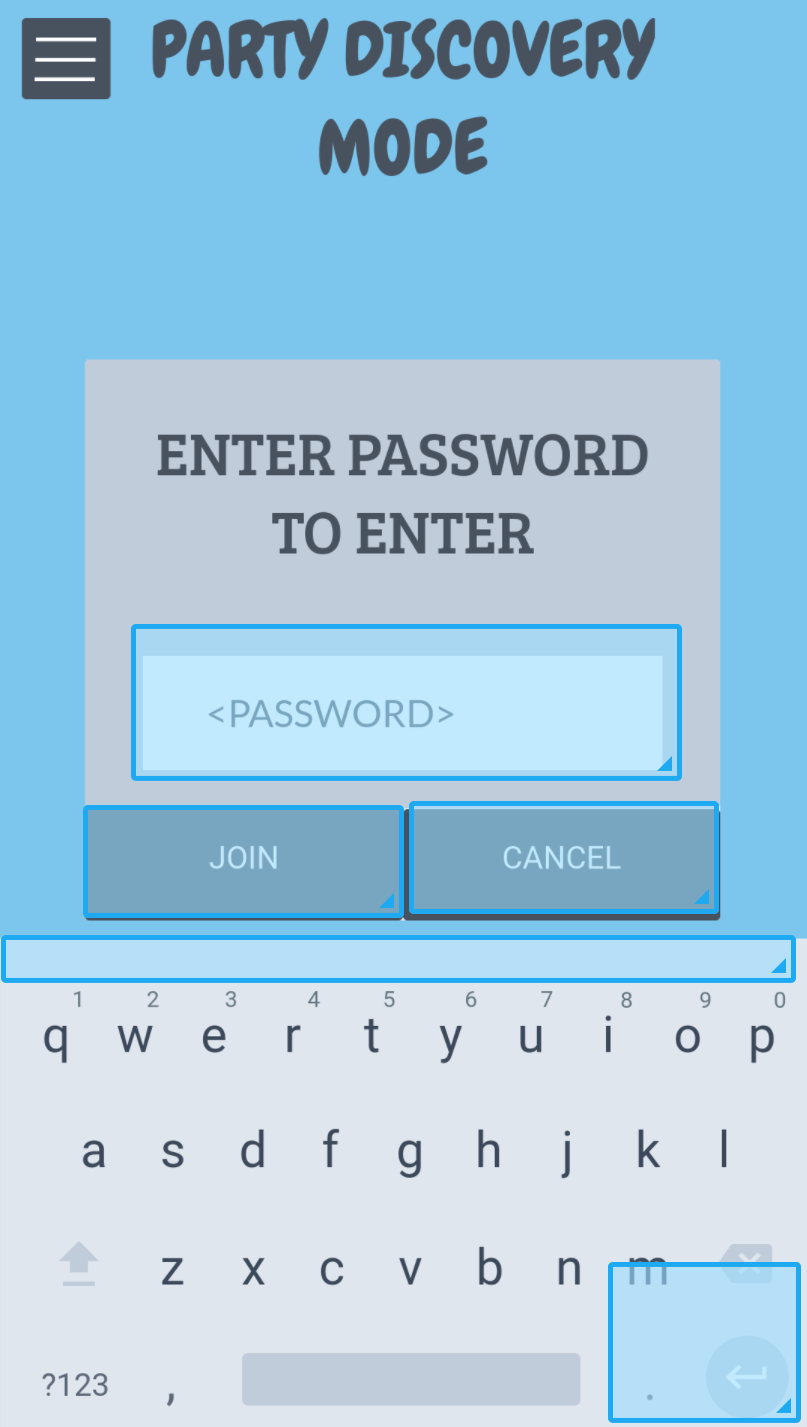 PARTY DISCOVERY
MODE
ENTER PASSWORD
TO ENTER
<PASSWORD>
JOIN CANCEL
1 2 3 4 5 6 7 8 9 0
q w e r t y u i o p
a s d f g h j k l
z x c v b n m
?123 , .